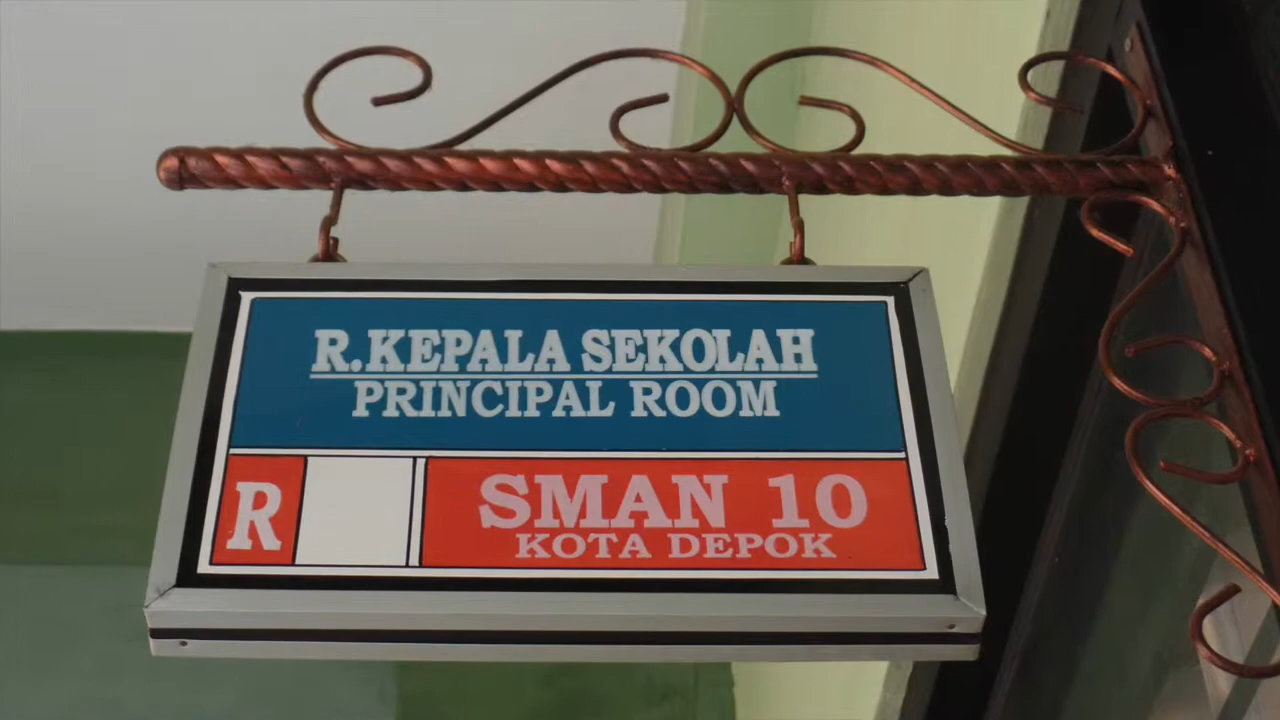 R.KEPALA SEKOLAH
PRINCIPAL ROOM
R
SMAN 10
KOTA DEPOK